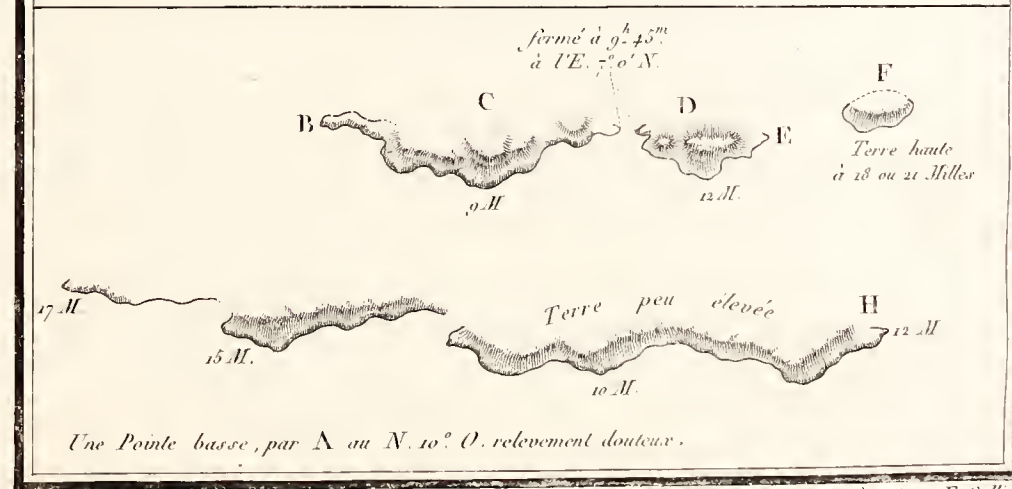 fermé à 9.h 45.m
à l'E. 7.° 0' N.
B
C
D
E
F
9 M
12 M.
Terre haute
à 18 ou 21 Milles
17 M
15 M.
Terre peu élevée
10 M.
H
12 M
Une Pointe basse, par A au N. 10.° O. relevement douteux.